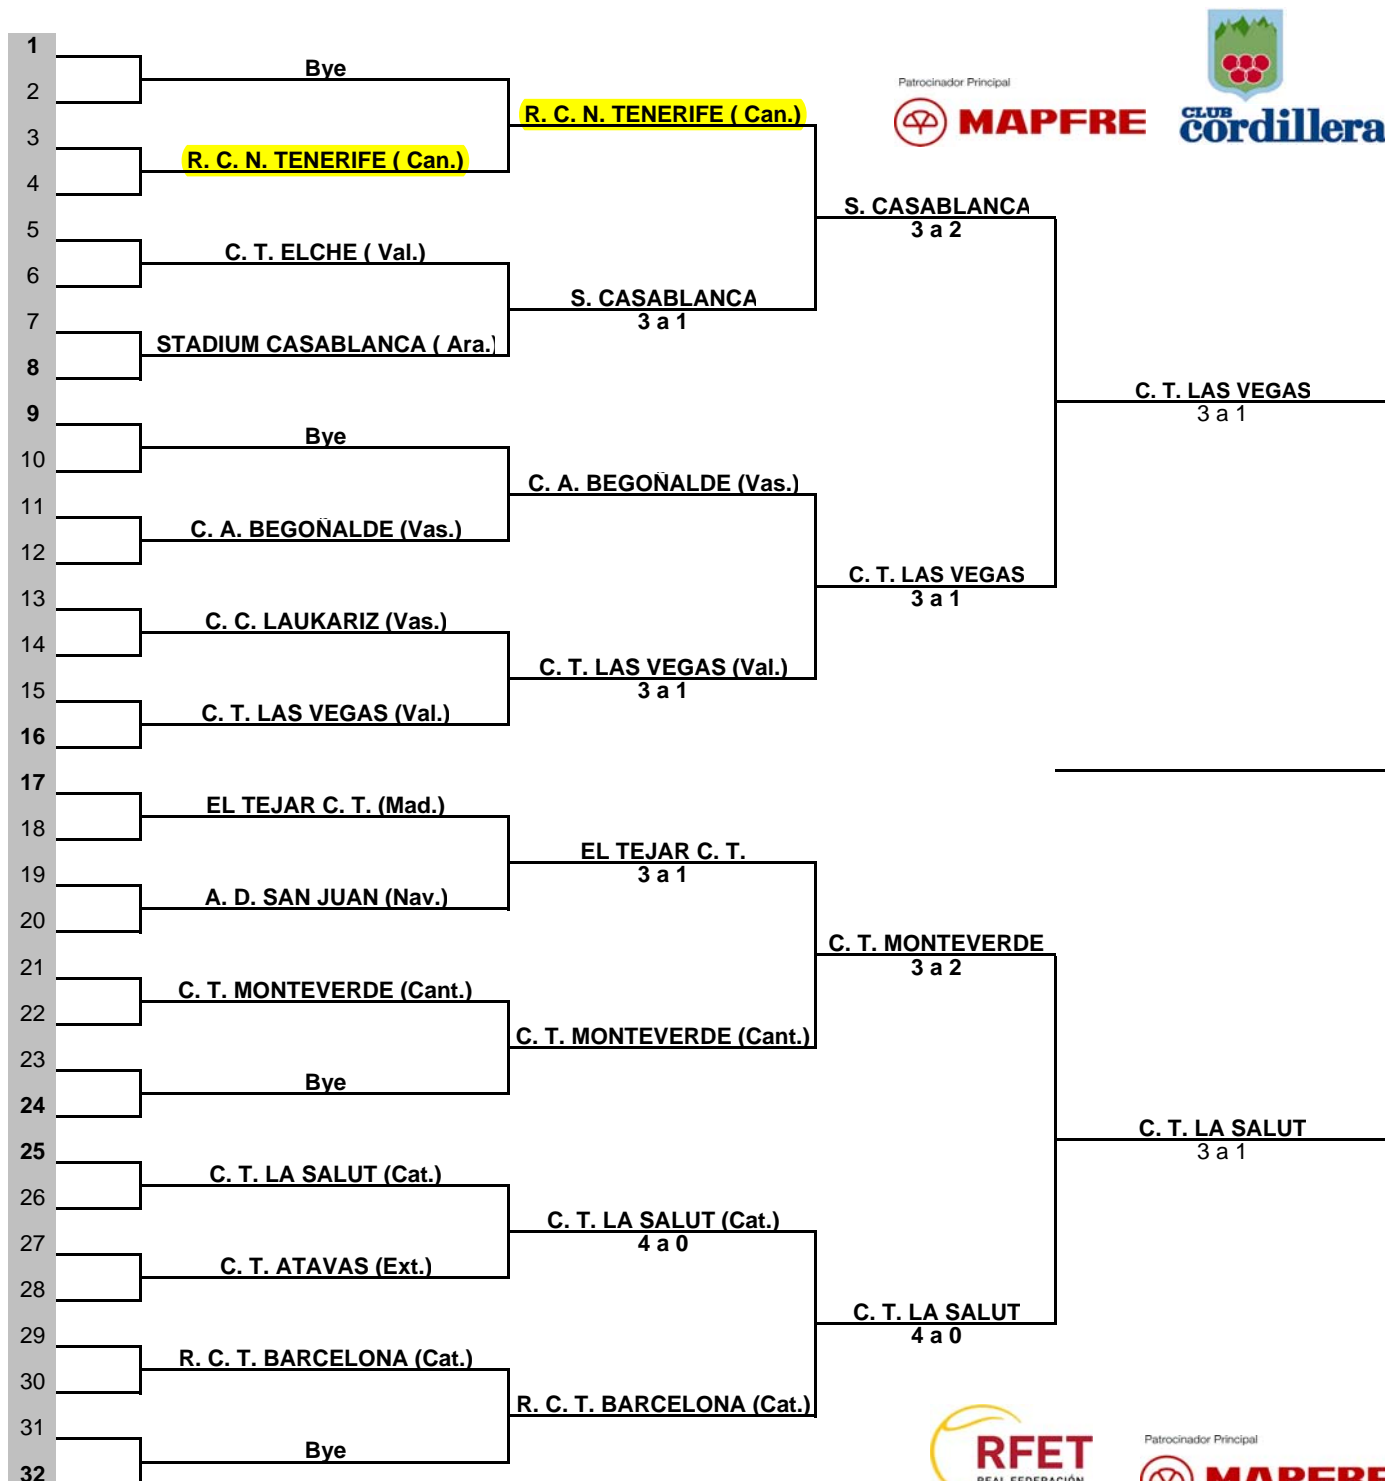 1
Bye
2
Patrocinador Principal
MAPFRE
CLUB
cordillera
R. C. N. TENERIFE ( Can.)
3
R. C. N. TENERIFE ( Can.)
4
S. CASABLANCA
3 a 2
5
C. T. ELCHE ( Val.)
6
S. CASABLANCA
3 a 1
7
STADIUM CASABLANCA ( Ara.)
8
C. T. LAS VEGAS
3 a 1
9
Bye
10
C. A. BEGOÑALDE (Vas.)
11
C. A. BEGOÑALDE (Vas.)
12
C. T. LAS VEGAS
3 a 1
13
C. C. LAUKARIZ (Vas.)
14
C. T. LAS VEGAS (Val.)
3 a 1
15
C. T. LAS VEGAS (Val.)
16
17
EL TEJAR C. T. (Mad.)
18
EL TEJAR C. T.
3 a 1
19
A. D. SAN JUAN (Nav.)
20
C. T. MONTEVERDE
3 a 2
21
C. T. MONTEVERDE (Cant.)
22
C. T. MONTEVERDE (Cant.)
23
Bye
24
C. T. LA SALUT
3 a 1
25
C. T. LA SALUT (Cat.)
26
C. T. LA SALUT (Cat.)
4 a 0
27
C. T. ATAVAS (Ext.)
28
C. T. LA SALUT
4 a 0
29
R. C. T. BARCELONA (Cat.)
30
R. C. T. BARCELONA (Cat.)
31
Bye
32
RFET
REAL FEDERACIÓN
Patrocinador Principal
MAPFRE